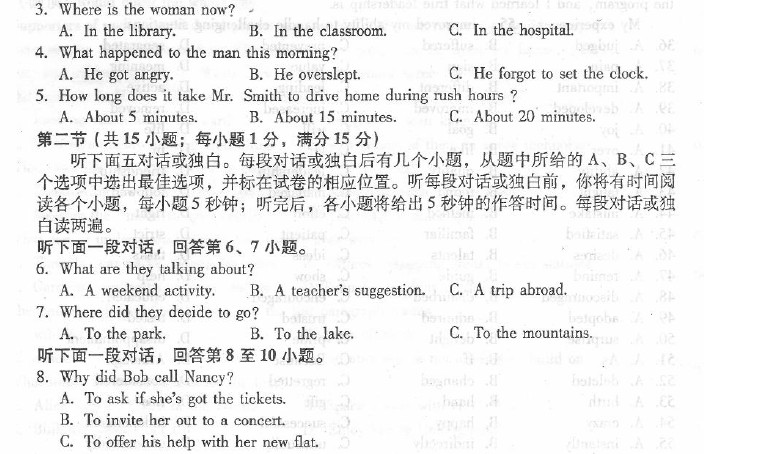 3. Where is the woman now?
A. In the library. B. In the classroom. C. In the hospital.
4. What happened to the man this morning?
A. He got angry. B. He overslept. C. He forgot to set the clock.
5. How long does it take Mr. Smith to drive home during rush hours ?
A. About 5 minutes. B. About 15 minutes. C. About 20 minutes.
第二节（共 15 小题；每小题 1 分，满分 15 分）
听下面五对话或独白。每段对话或独白后有几个小题，从题中所给的 A、B、C 三
个选项中选出最佳选项，并标在试卷的相应位置。听每段对话或独白前，你将有时间阅
读各个小题，每小题 5 秒钟；听完后，各小题将给出 5 秒钟的作答时间。每段对话或独
白读两遍。
听下面一段对话，回答第 6、7 小题。
6. What are they talking about?
A. A weekend activity. B. A teacher's suggestion. C. A trip abroad.
7. Where did they decide to go?
A. To the park. B. To the lake. C. To the mountains.
听下面一段对话，回答第 8 至 10 小题。
8. Why did Bob call Nancy?
A. To ask if she's got the tickets.
B. To invite her out to a concert.
C. To offer his help with her new flat.